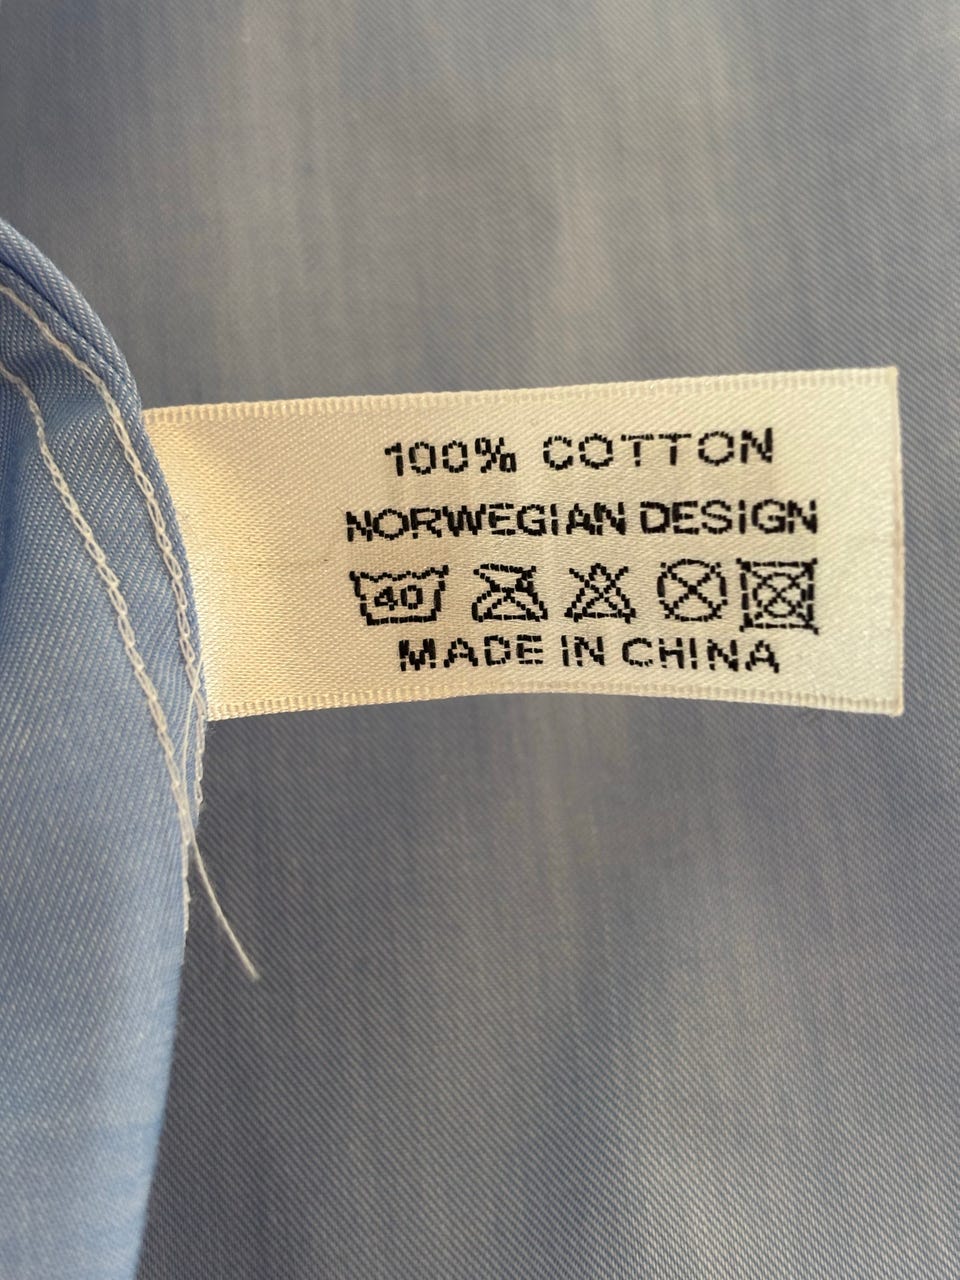 100% COTTON
NORWEGIAN DESIGN
40
MADE IN CHINA